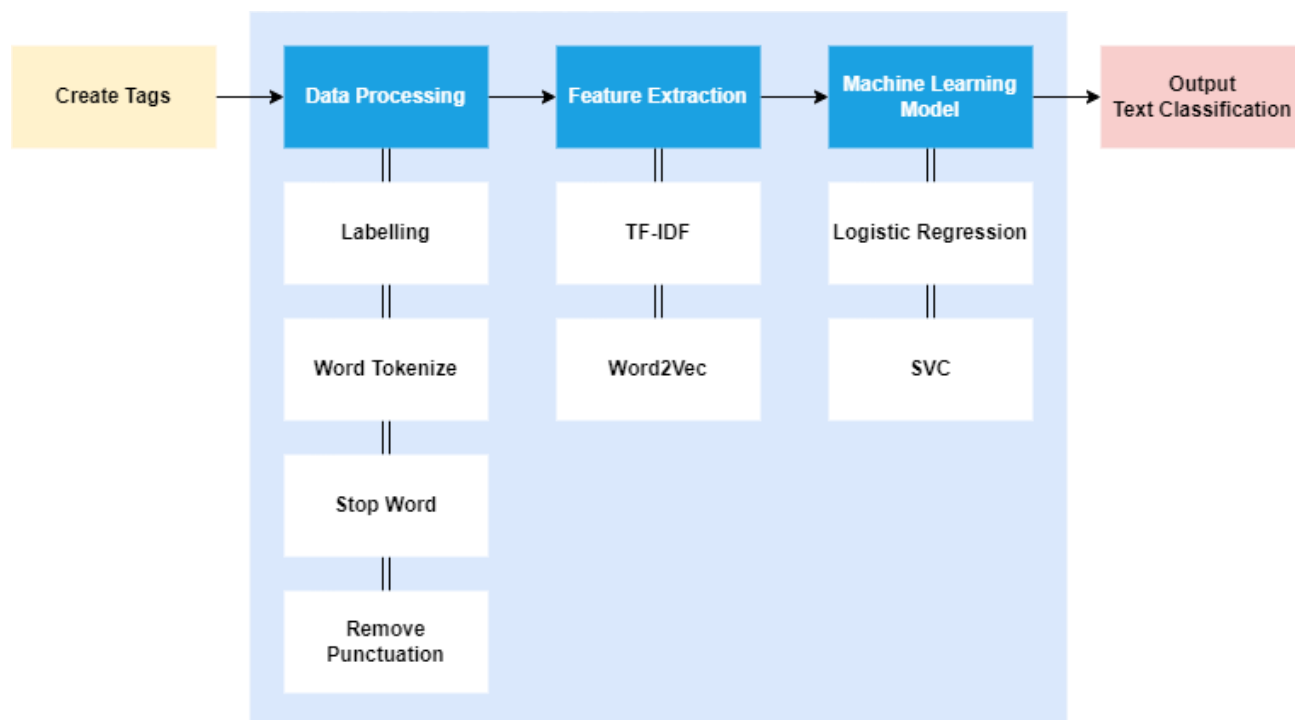 Create Tags
Data Processing
Feature Extraction
Machine Learning
Model
Output
Text Classification
Labelling
TF-IDF
Logistic Regression
Word Tokenize
Word2Vec
SVC
Stop Word
Remove
Punctuation